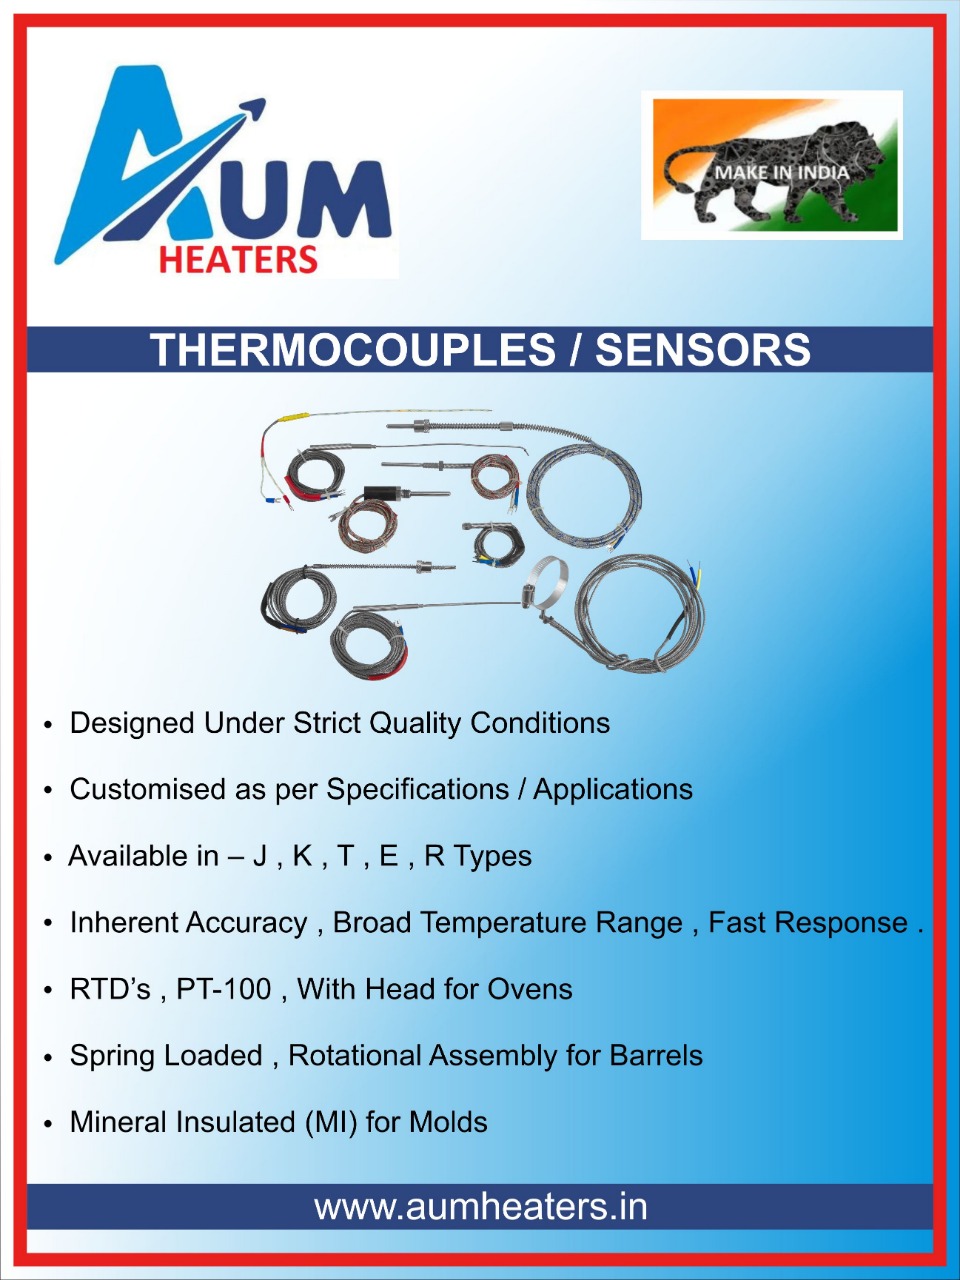 AUM
HEATERS
MAKE IN INDIA
THERMOCOUPLES / SENSORS
• Designed Under Strict Quality Conditions
• Customised as per Specifications / Applications
• Available in – J , K , T , E , R Types
• Inherent Accuracy , Broad Temperature Range , Fast Response .
• RTD’s , PT-100 , With Head for Ovens
• Spring Loaded , Rotational Assembly for Barrels
• Mineral Insulated (MI) for Molds
www.aumheaters.in